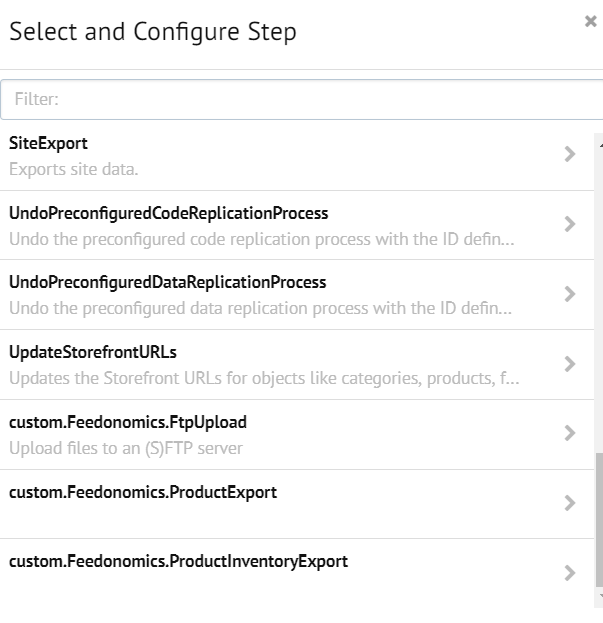 Select and Configure Step
Filter:
SiteExport
Exports site data.
UndoPreconfiguredCodeReplicationProcess
Undo the preconfigured code replication process with the ID defin...
UndoPreconfiguredDataReplicationProcess
Undo the preconfigured data replication process with the ID defin...
UpdateStorefrontURLs
Updates the Storefront URLs for objects like categories, products, f...
custom.Feedonomics.FtpUpload
Upload files to an (S)FTP server
custom.Feedonomics.ProductExport
custom.Feedonomics.ProductInventoryExport